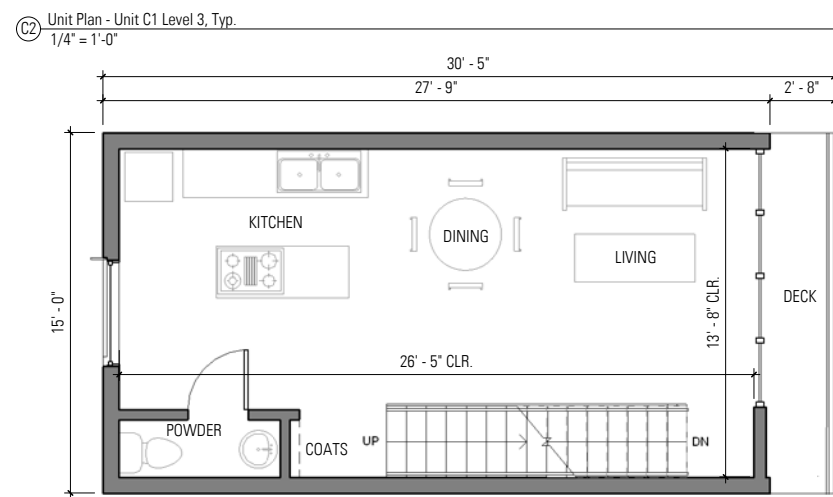 C2
Unit Plan - Unit C1 Level 3, Typ.
1/4" = 1'-0"
30' - 5"
27' - 9"
2' - 8"
KITCHEN
DINING
LIVING
DECK
15' - 0"
13' - 8" CLR.
26' - 5" CLR.
POWDER
COATS
UP
DN